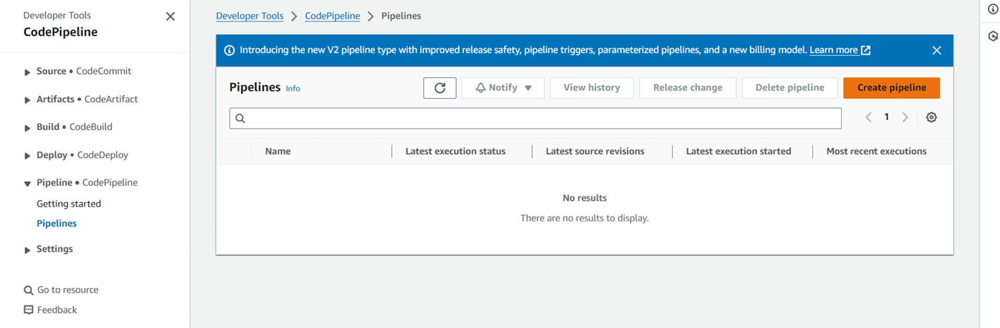 Developer Tools
CodePipeline
Source • CodeCommit
Artifacts • CodeArtifact
Build • CodeBuild
Deploy • CodeDeploy
Pipeline • CodePipeline
Getting started
Pipelines
Settings
Go to resource
Feedback
Developer Tools > CodePipeline > Pipelines
Introducing the new V2 pipeline type with improved release safety, pipeline triggers, parameterized pipelines, and a new billing model. Learn more
Pipelines Info Notify View history Release change Delete pipeline Create pipeline
1
Name Latest execution status Latest source revisions Latest execution started Most recent executions
No results
There are no results to display.